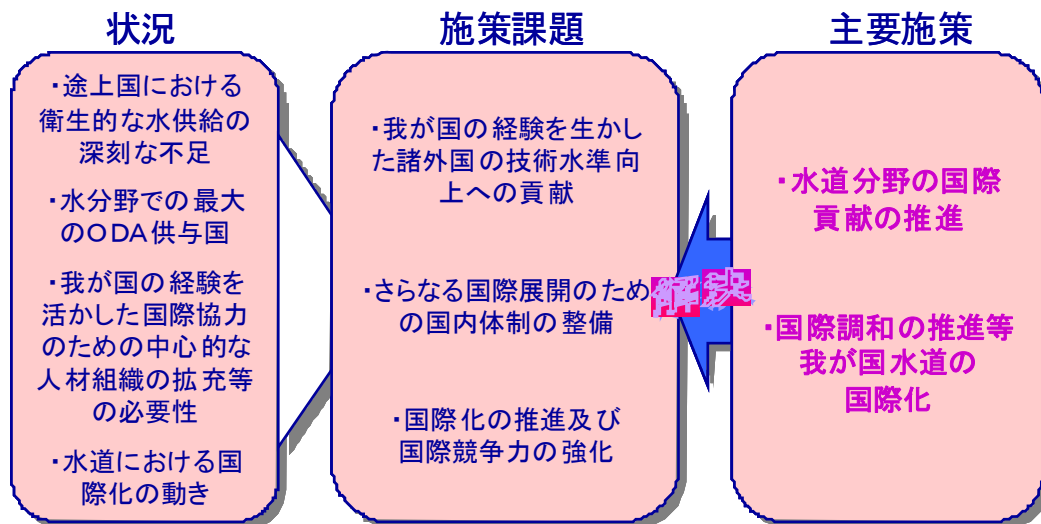 状況
・途上国における
衛生的な水供給の
深刻な不足
・水分野での最大
のODA供与国
・我が国の経験を
活かした国際協力
のための中心的な
人材組織の拡充等
の必要性
・水道における国
際化の動き
施策課題
・我が国の経験を生かし
た諸外国の技術水準向
上への貢献
・さらなる国際展開のため
の国内体制の整備
・国際化の推進及び
国際競争力の強化
解決
主要施策
・水道分野の国際
貢献の推進
・国際調和の推進等
我が国水道の
国際化